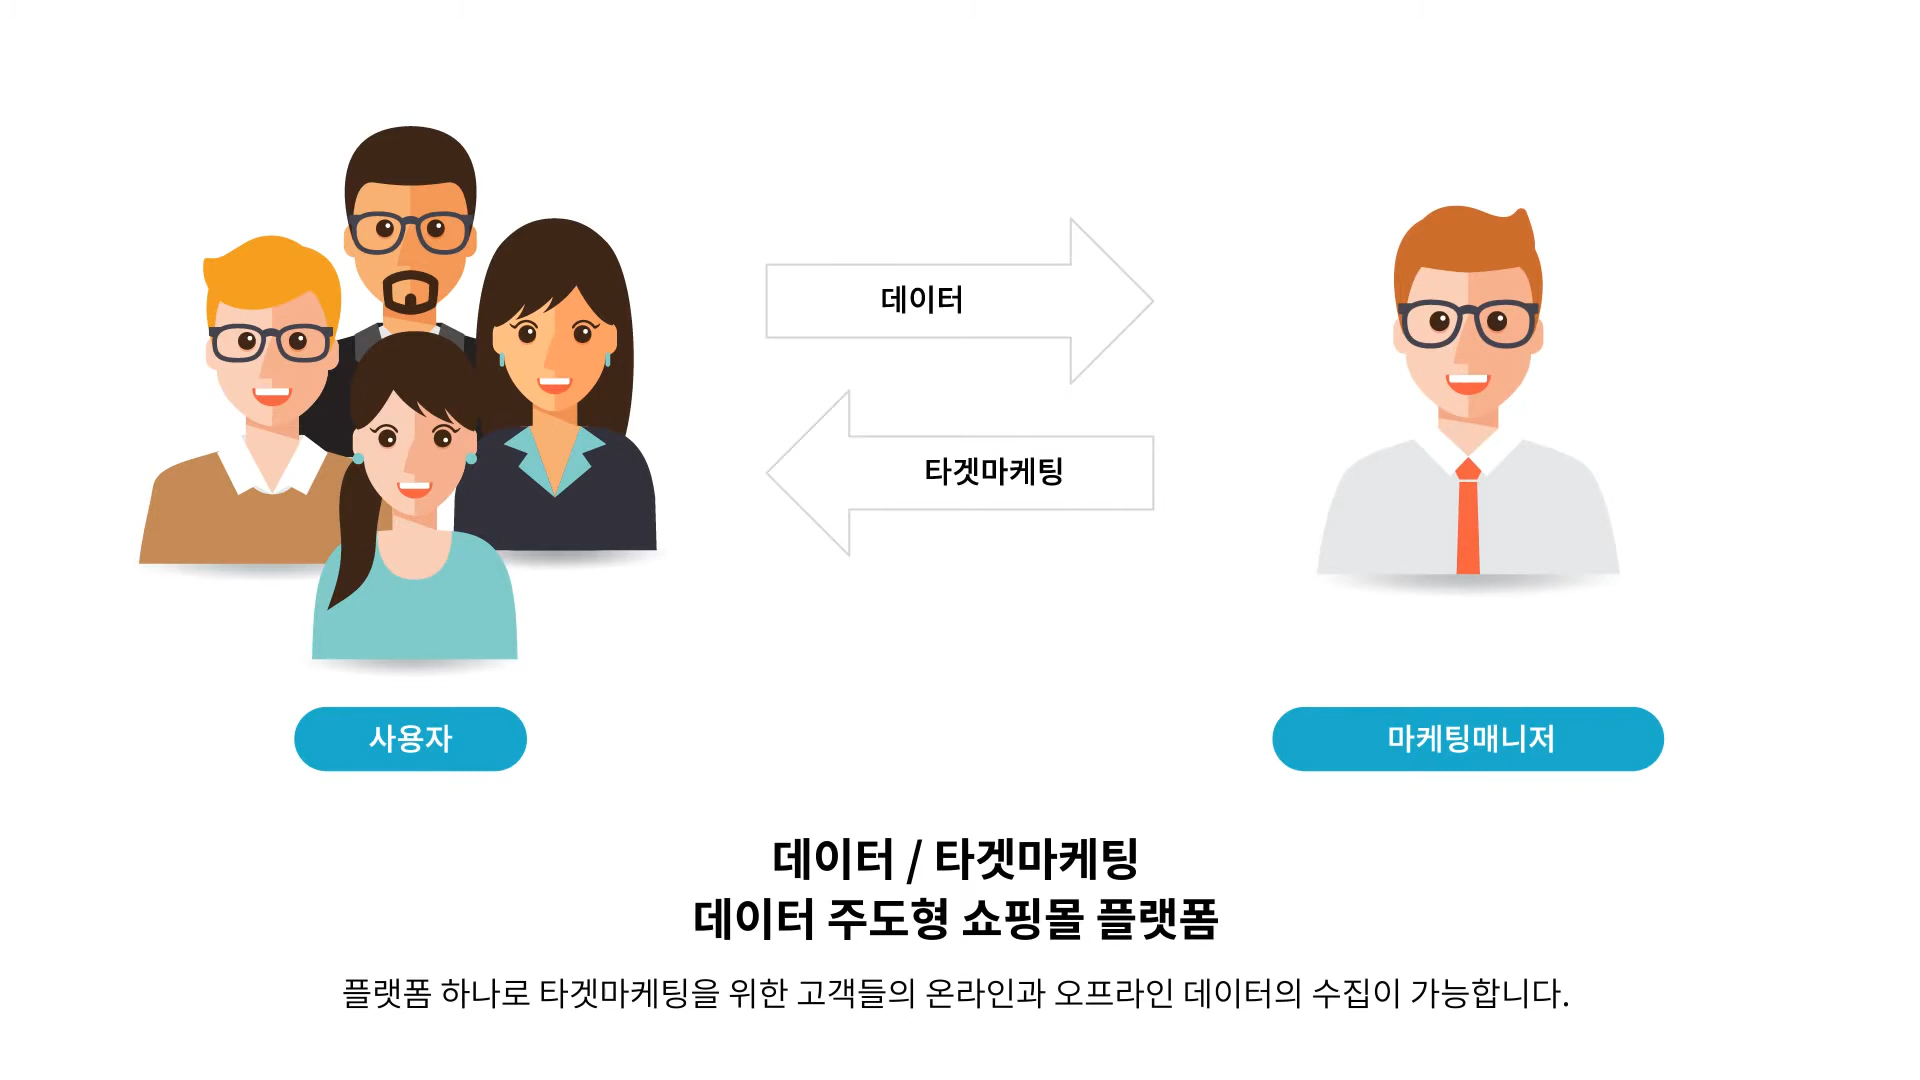 데이터
타겟마케팅
사용자
마케팅매니저
데이터 / 타겟마케팅
데이터 주도형 쇼핑몰 플랫폼
플랫폼 하나로 타겟마케팅을 위한 고객들의 온라인과 오프라인 데이터의 수집이 가능합니다.